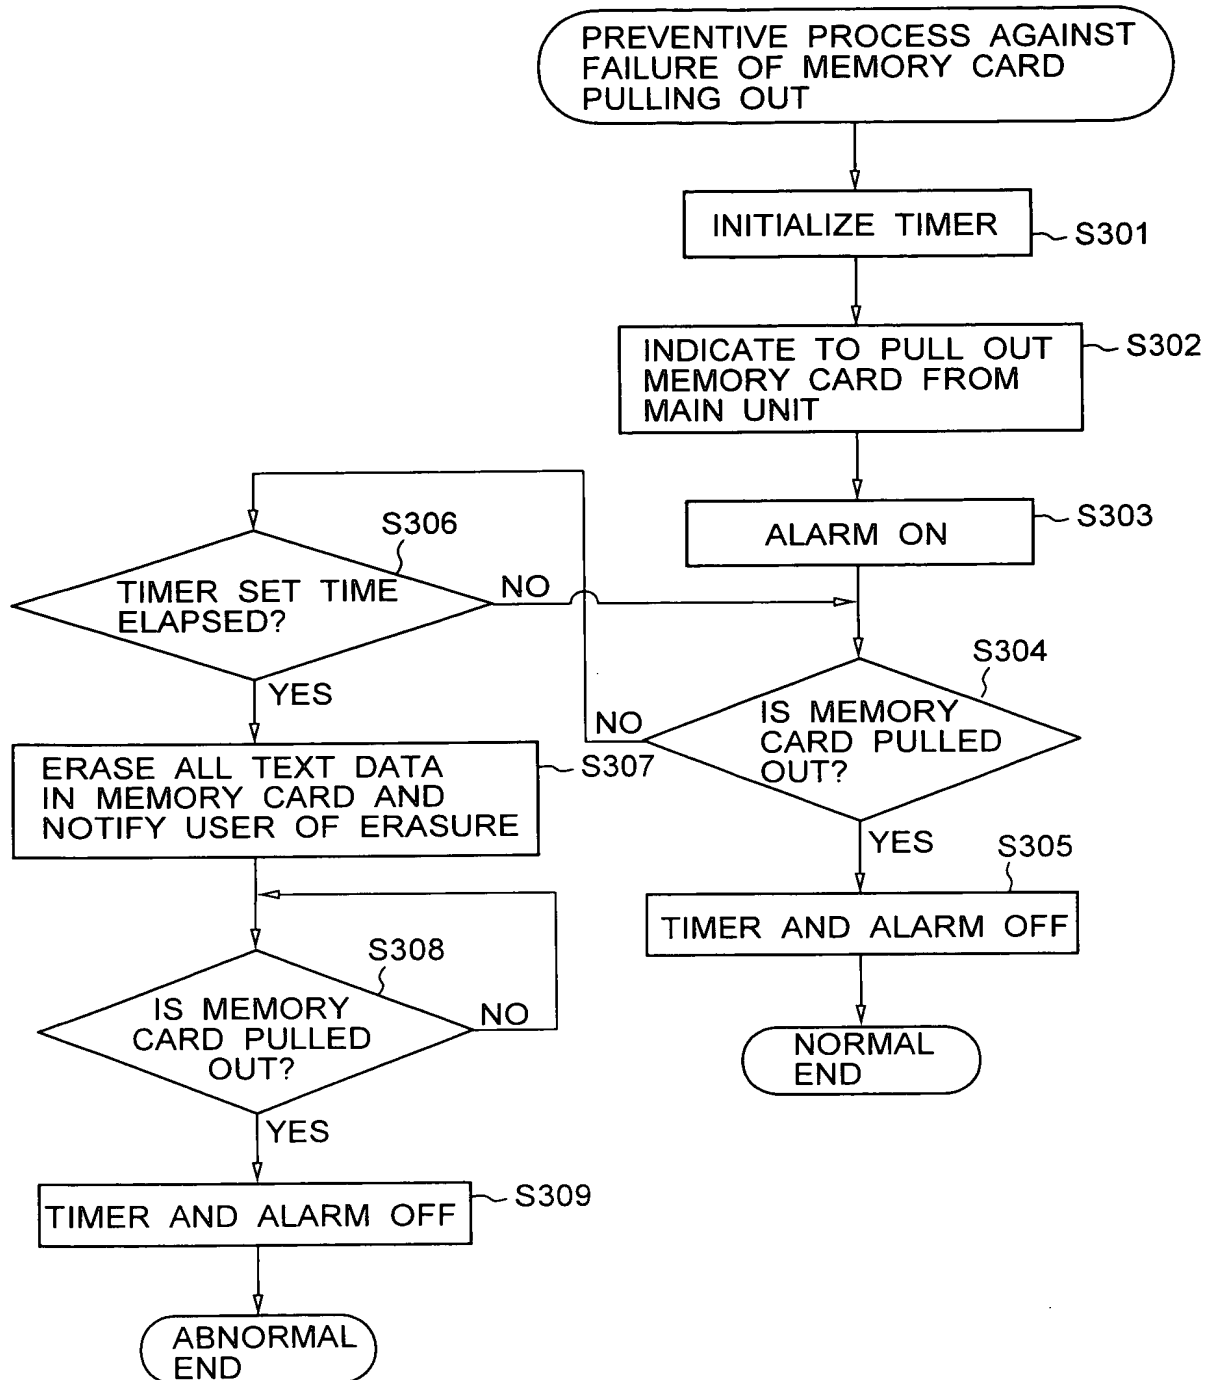 PREVENTIVE PROCESS AGAINST
FAILURE OF MEMORY CARD
PULLING OUT
INITIALIZE TIMER
S301
INDICATE TO PULL OUT
MEMORY CARD FROM
MAIN UNIT
S302
ALARM ON
S303
S306
TIMER SET TIME
ELAPSED?
NO
YES
S304
IS MEMORY
CARD PULLED
OUT?
NO
YES
S307
ERASE ALL TEXT DATA
IN MEMORY CARD AND
NOTIFY USER OF ERASURE
S305
TIMER AND ALARM OFF
NORMAL
END
S308
IS MEMORY
CARD PULLED
OUT?
NO
YES
TIMER AND ALARM OFF
S309
ABNORMAL
END